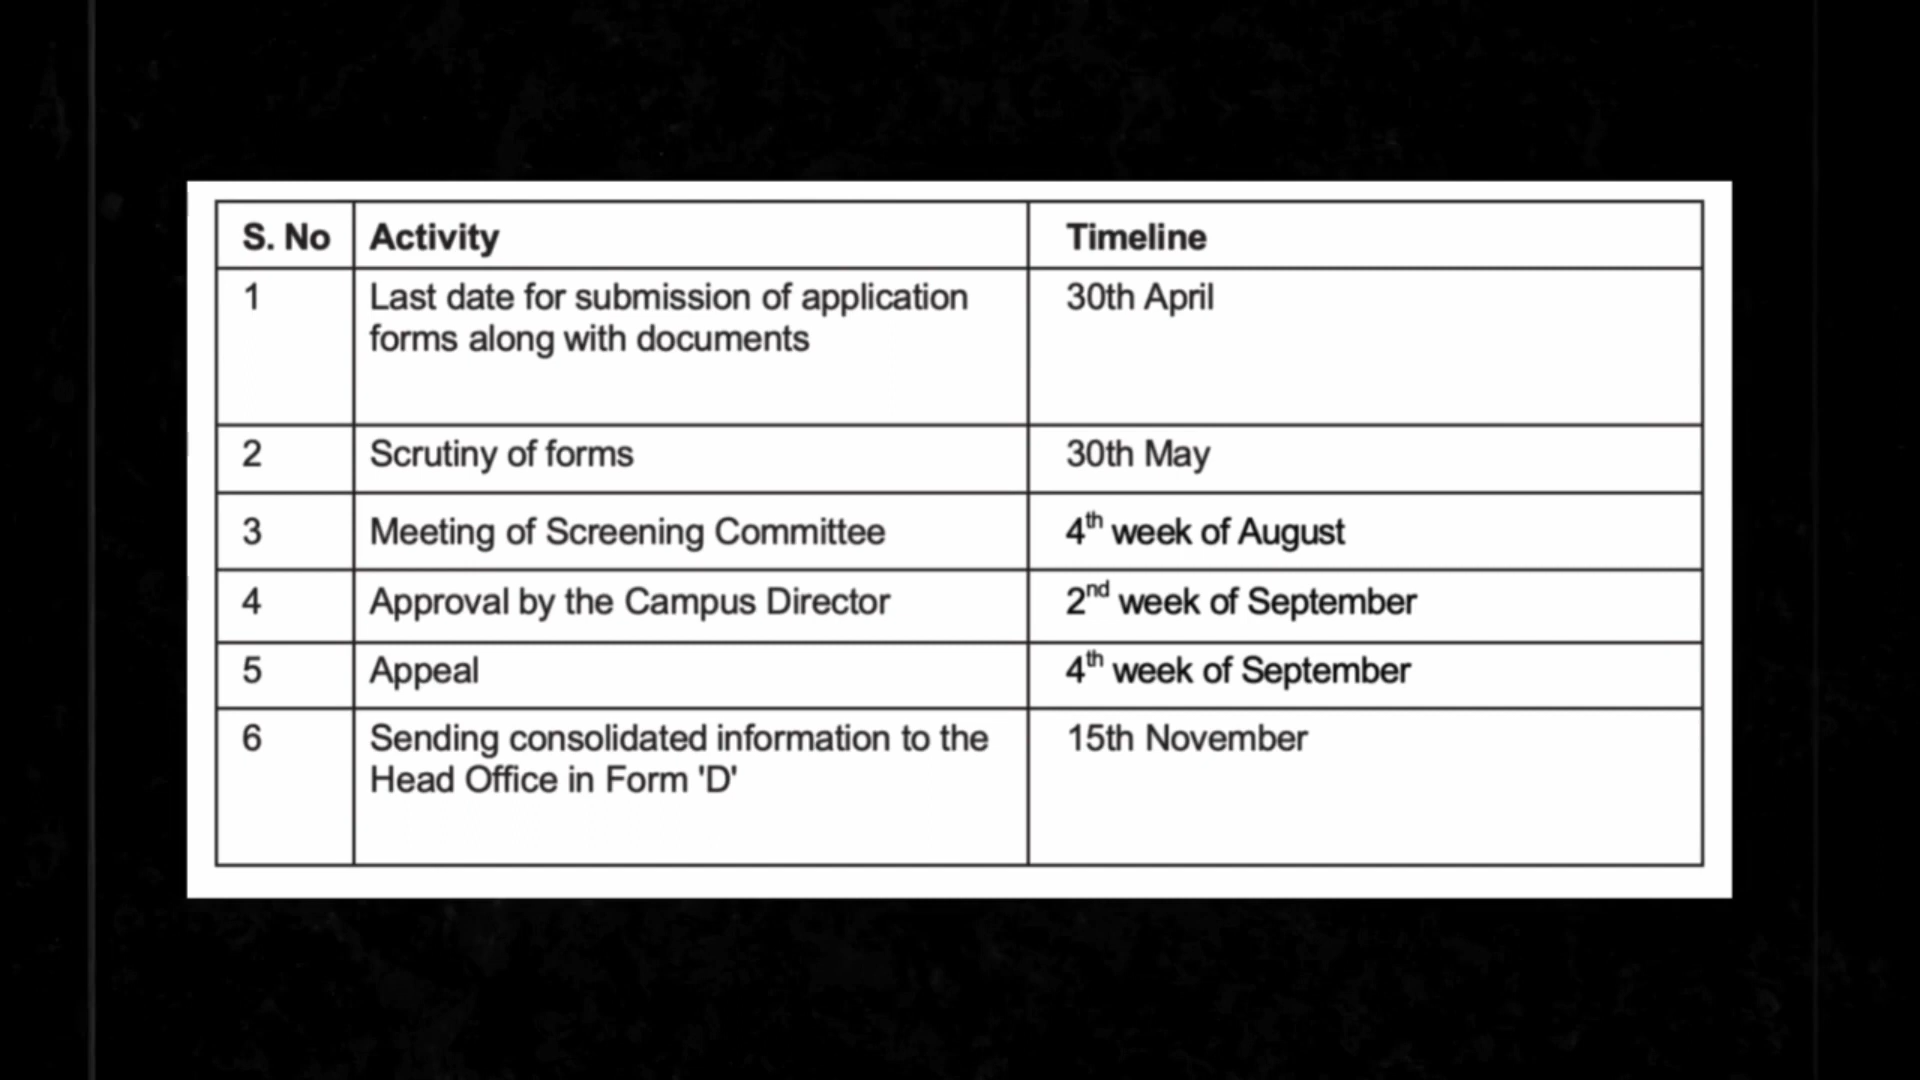 S. No Activity Timeline
1 Last date for submission of application 30th April
forms along with documents
2 Scrutiny of forms 30th May
3 Meeting of Screening Committee 4th week of August
4 Approval by the Campus Director 2nd week of September
5 Appeal 4th week of September
6 Sending consolidated information to the 15th November
Head Office in Form 'D'